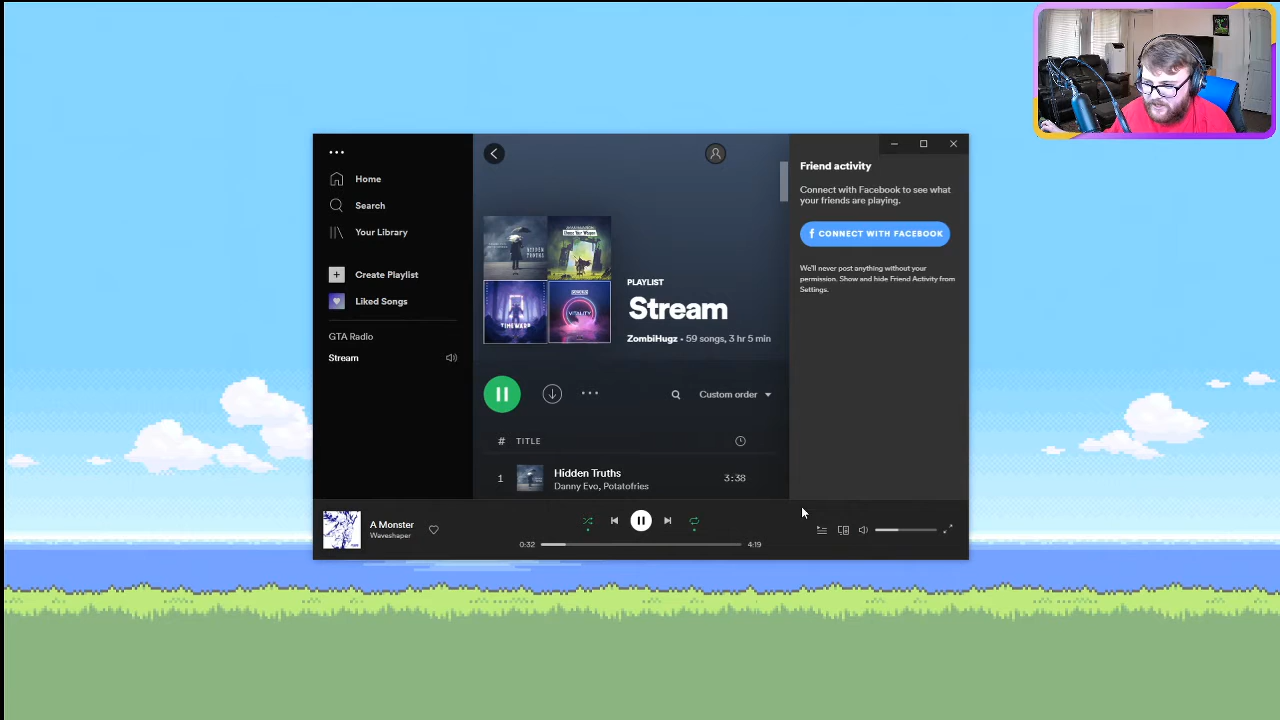 Home
Search
Your Library
Create Playlist
Liked Songs
GTA Radio
Stream
TIMEWARP
VITALITY
PLAYLIST
Stream
ZombiHugz • 59 songs, 3 hr 5 min
Custom order
# TITLE
1 Hidden Truths 3:38
Danny Evo, Potatofries
Friend activity
Connect with Facebook to see what
your friends are playing.
f CONNECT WITH FACEBOOK
We'll never post anything without your
permission. Show and hide Friend Activity from
Settings.
A Monster
Waveshaper
0:32 4:19